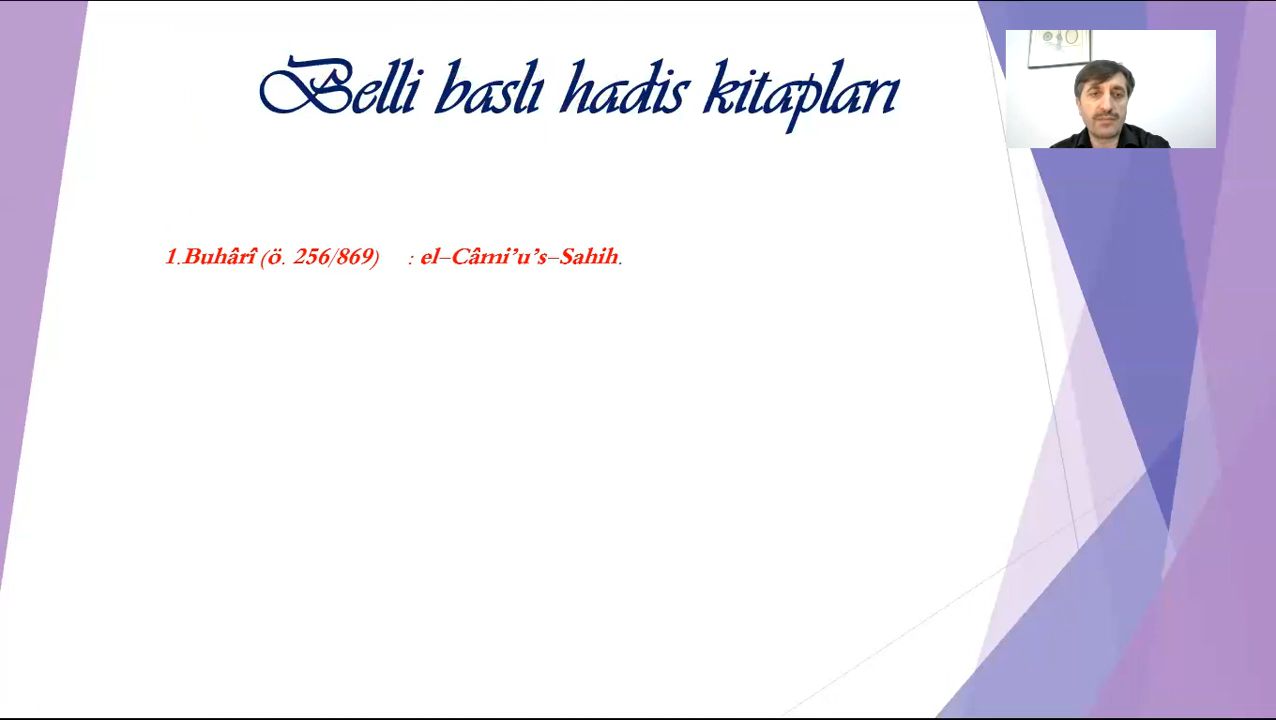 Belli baslı hadis kitapları
1.Buhârî (ö. 256/869) : el-Câmi’u’s-Sahih.